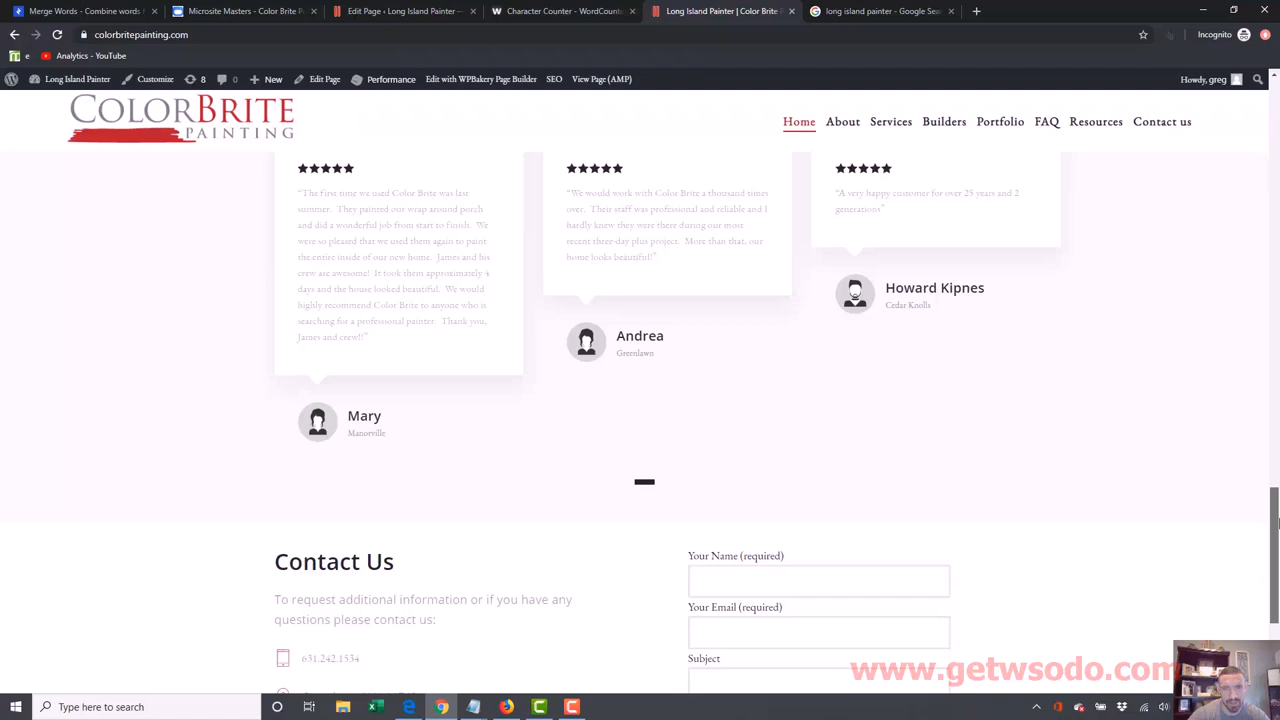 Merge Words - Combine words
Microsite Masters - Color Brite P
Edit Page ‹ Long Island Painter —
Character Counter - WordCounte
Long Island Painter | Color Brite
long island painter - Google Sea
colorbritepainting.com
Incognito
e
Analytics - YouTube
Long Island Painter
Customize
8
0
+ New
Edit Page
Performance
Edit with WPBakery Page Builder
SEO
View Page (AMP)
Howdy, greg
COLORBRITE
PAINTING
Home
About
Services
Builders
Portfolio
FAQ
Resources
Contact us
“The first time we used Color Brite was last
summer. They painted our wrap around porch
and did a wonderful job from start to finish. We
were so pleased that we used them again to paint
the entire inside of our new home. James and his
crew are awesome! It took them approximately 4
days and the house looked beautiful. We would
highly recommend Color Brite to anyone who is
searching for a professional painter. Thank you,
James and crew!!”
Mary
Manorville
“We would work with Color Brite a thousand times
over. Their staff was professional and reliable and I
hardly knew they were there during our most
recent three-day plus project. More than that, our
home looks beautiful!”
Andrea
Greenlawn
“A very happy customer for over 25 years and 2
generations”
Howard Kipnes
Cedar Knolls
Contact Us
To request additional information or if you have any
questions please contact us:
631.242.1534
Your Name (required)
Your Email (required)
Subject
www.getwsodo.com
Type here to search